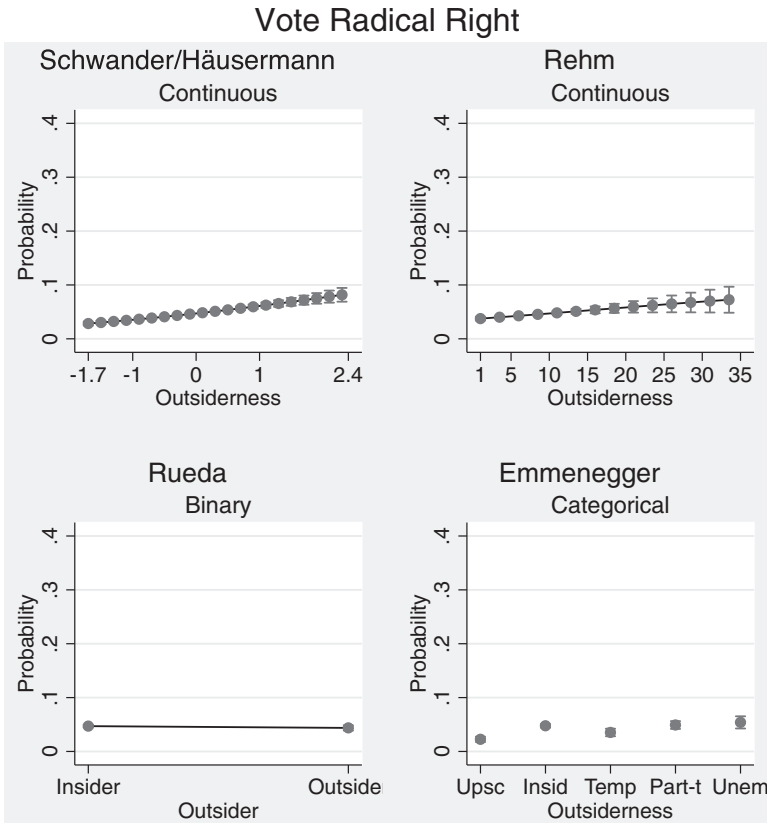 Vote Radical Right
Schwander/Häusermann
Continuous
.4
.3
.2
.1
0
Probability
-1.7 -1 0 1 2.4
Outsiderness
Rehm
Continuous
.4
.3
.2
.1
0
Probability
1 5 10 15 20 25 30 35
Outsiderness
Rueda
Binary
.4
.3
.2
.1
0
Probability
Insider Outside
Outsider
Emmenegger
Categorical
.4
.3
.2
.1
0
Probability
Upsc Insid Temp Part-t Unem
Outsiderness